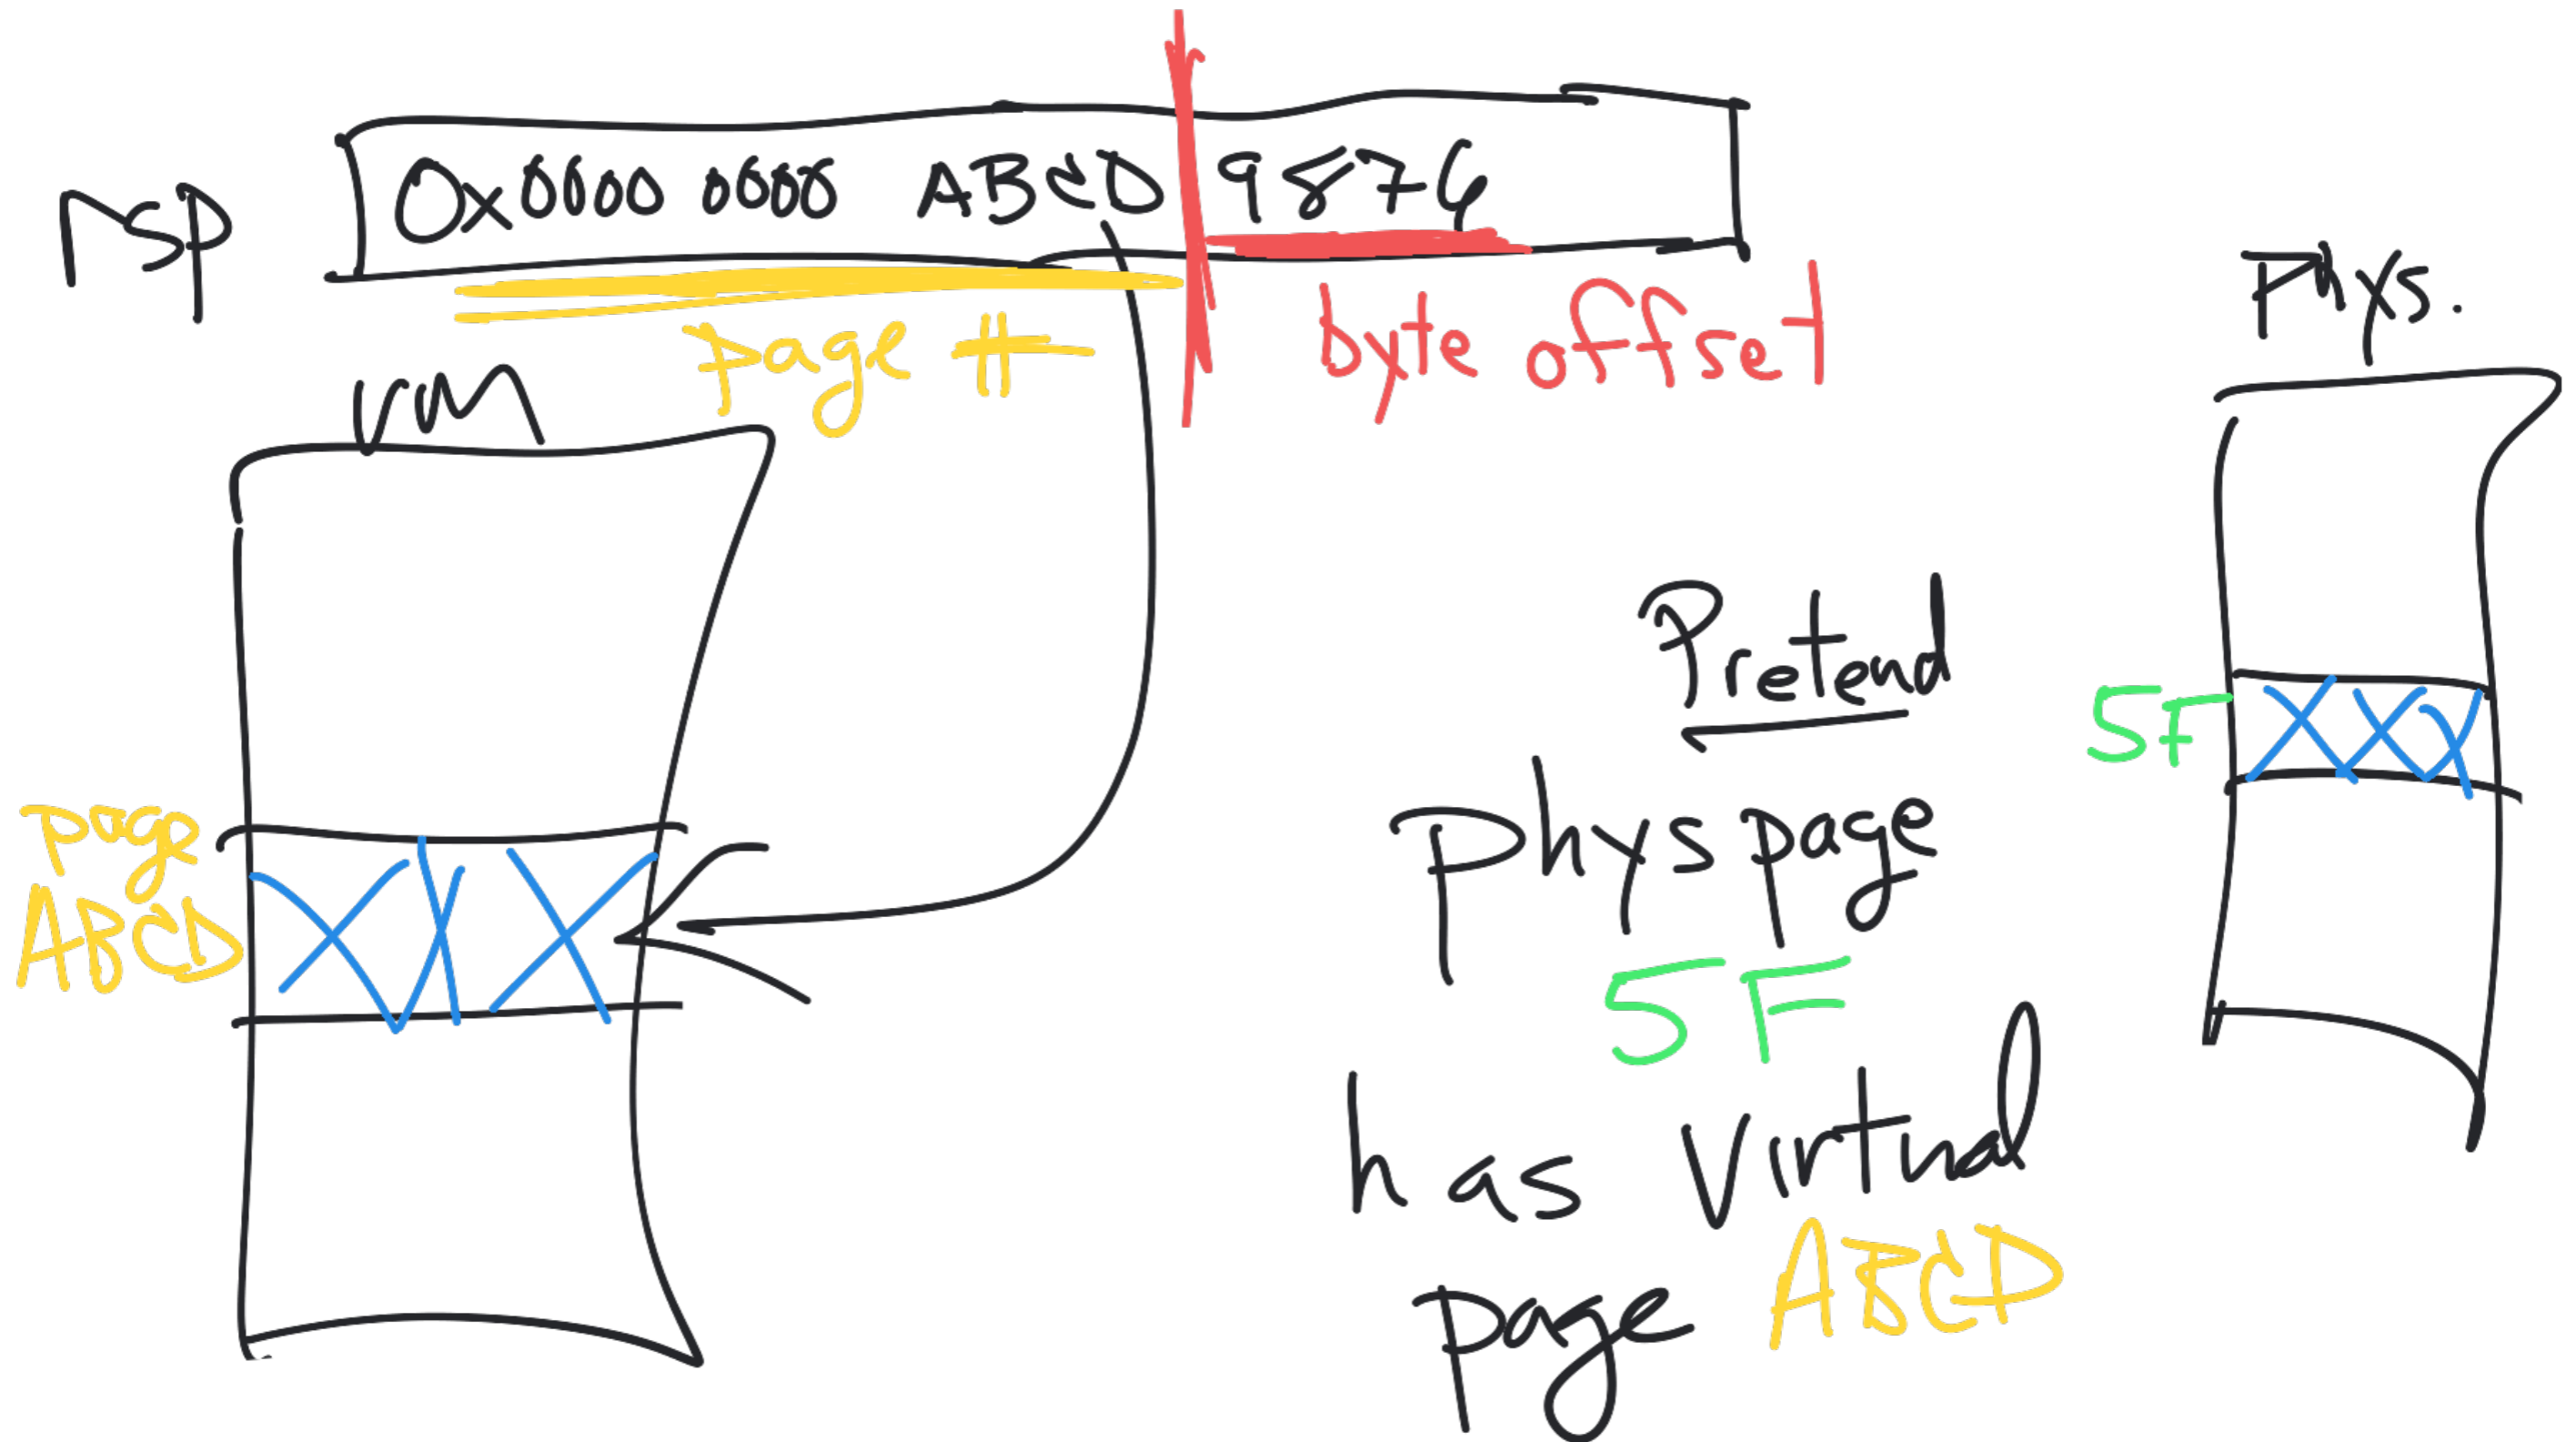 rsp
0x0000 0000 ABCD 9876
page #
byte offset
Phys.
VM
Pretend
5F
phys page
page
ABCD
5F
has virtual
page ABCD